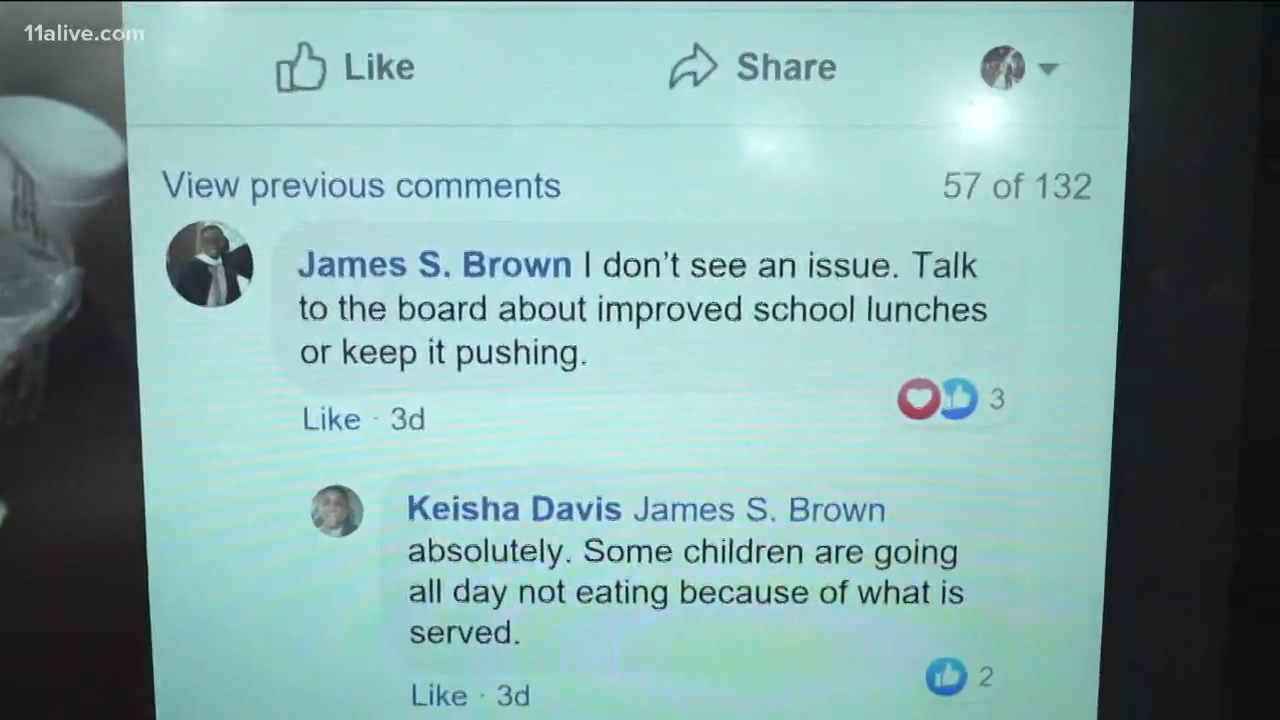 11alive.com
Like
Share
View previous comments
57 of 132
James S. Brown I don't see an issue. Talk
to the board about improved school lunches
or keep it pushing.
3
Like · 3d
Keisha Davis James S. Brown
absolutely. Some children are going
all day not eating because of what is
served.
2
Like · 3d